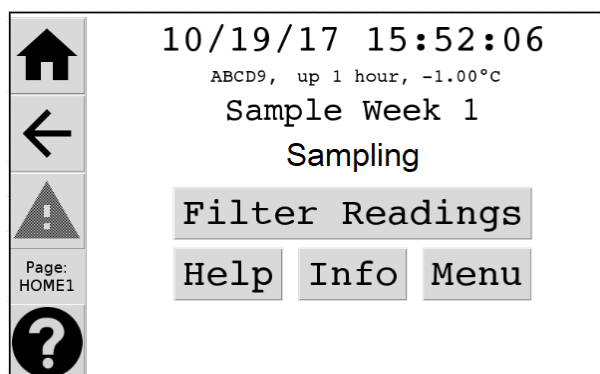 10/19/17 15:52:06
ABCD9, up 1 hour, -1.00°C
Sample Week 1
Sampling
Filter Readings
Help Info Menu
Page:
HOME1
?